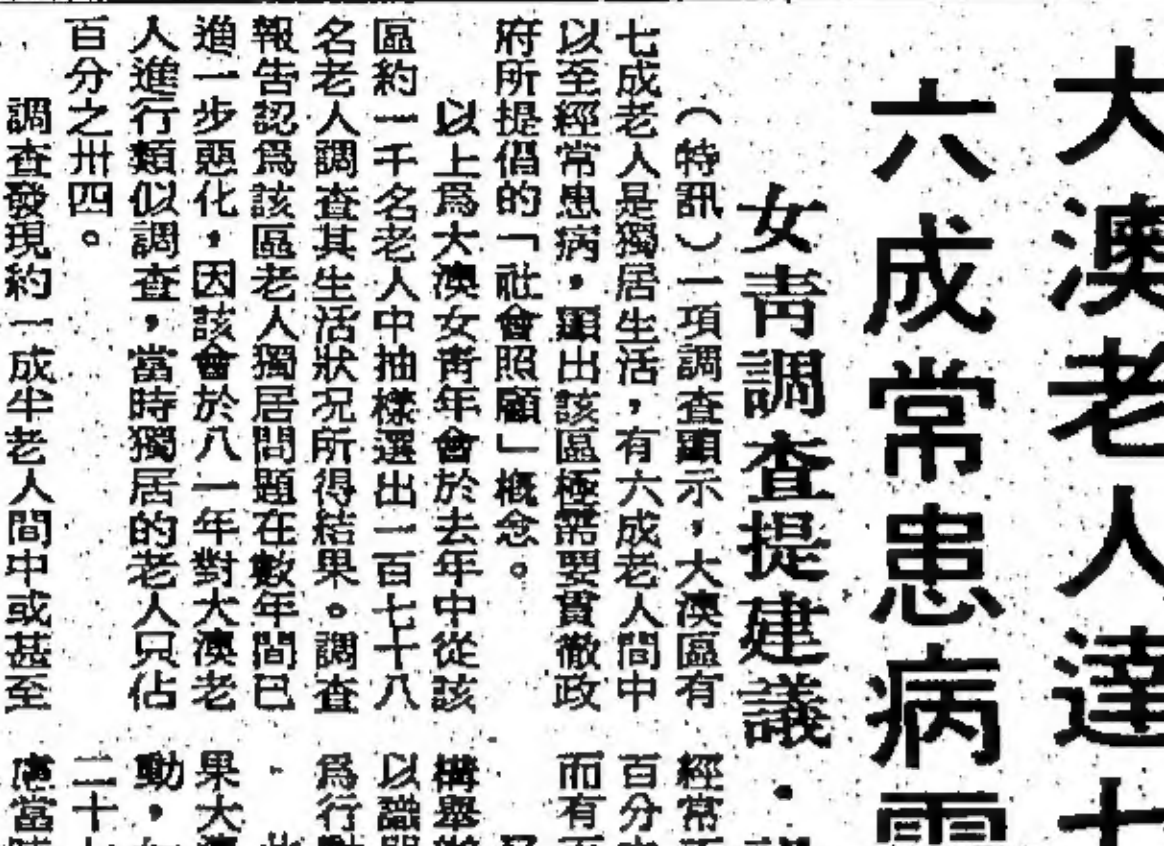 大澳老人達七
六成常患病需
女青調查提建議．
（特訊）一項調查顯示，大澳區有
七成老人是獨居生活，有六成老人間中
以至經常患病，顯出該區極需要貫徹政
府所提倡的「社會照顧」概念。
以上爲大澳女青年會於去年中從該
區約一千名老人中抽樣選出一百七十八
名老人調查其生活狀況所得結果。調查
報告認爲該區老人獨居問題在數年間已
進一步惡化，因該會於八一年對大澳老
人進行類似調查，當時獨居的老人只佔
百分之卅四。
調查發現約一成半老人間中或甚至
經常
百分
而有
構舉
以識
爲行
果大
動，
二十
應當